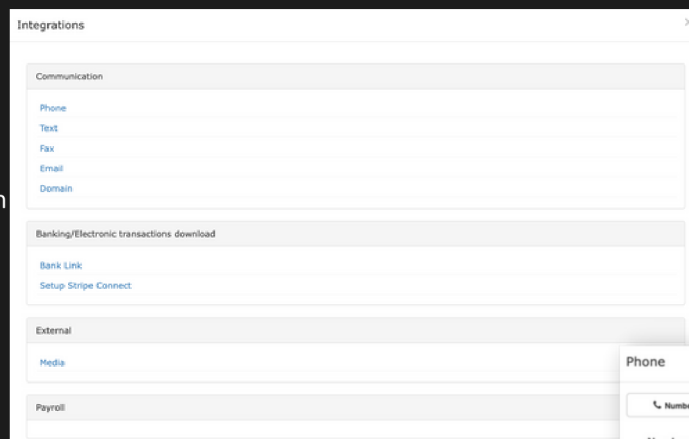 Integrations
Communication
Phone
Text
Fax
Email
Domain
Banking/Electronic transactions download
Bank Link
Setup Stripe Connect
External
Media
Payroll
Phone